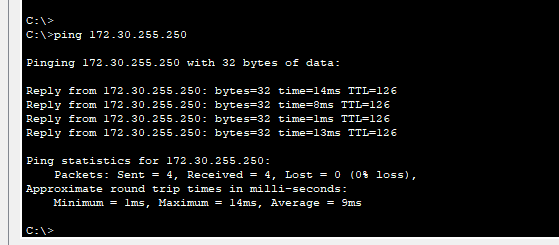 C:\>
C:\>ping 172.30.255.250
Pinging 172.30.255.250 with 32 bytes of data:
Reply from 172.30.255.250: bytes=32 time=14ms TTL=126
Reply from 172.30.255.250: bytes=32 time=8ms TTL=126
Reply from 172.30.255.250: bytes=32 time=1ms TTL=126
Reply from 172.30.255.250: bytes=32 time=13ms TTL=126
Ping statistics for 172.30.255.250:
Packets: Sent = 4, Received = 4, Lost = 0 (0% loss),
Approximate round trip times in milli-seconds:
Minimum = 1ms, Maximum = 14ms, Average = 9ms
C:\>